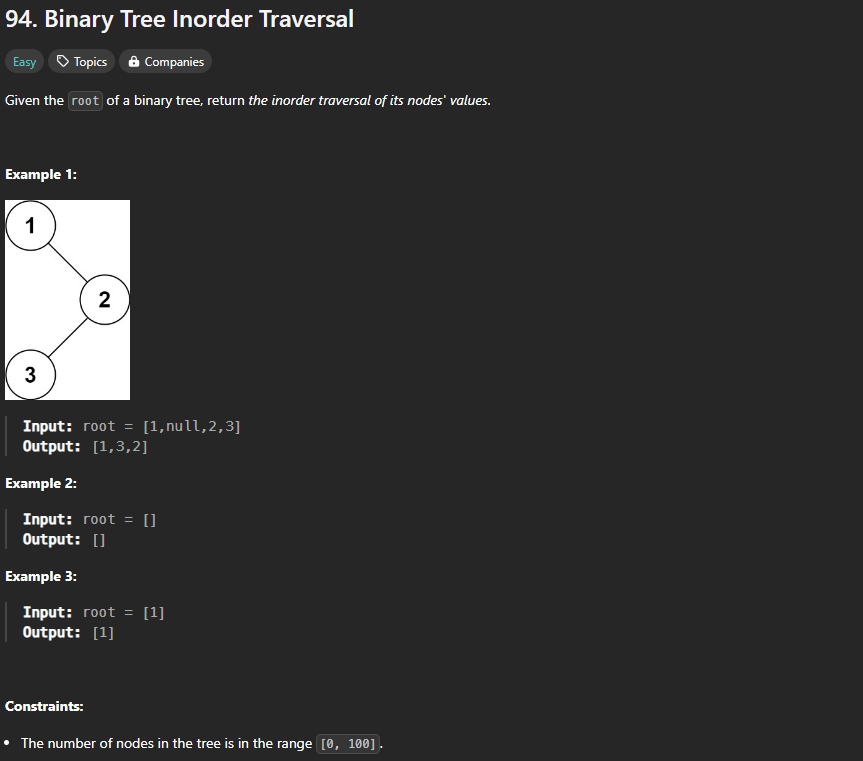 94. Binary Tree Inorder Traversal
Easy Topics Companies
Given the root of a binary tree, return the inorder traversal of its nodes' values.
Example 1:
1
2
3
Input: root = [1,null,2,3]
Output: [1,3,2]
Example 2:
Input: root = []
Output: []
Example 3:
Input: root = [1]
Output: [1]
Constraints:
• The number of nodes in the tree is in the range [0, 100].